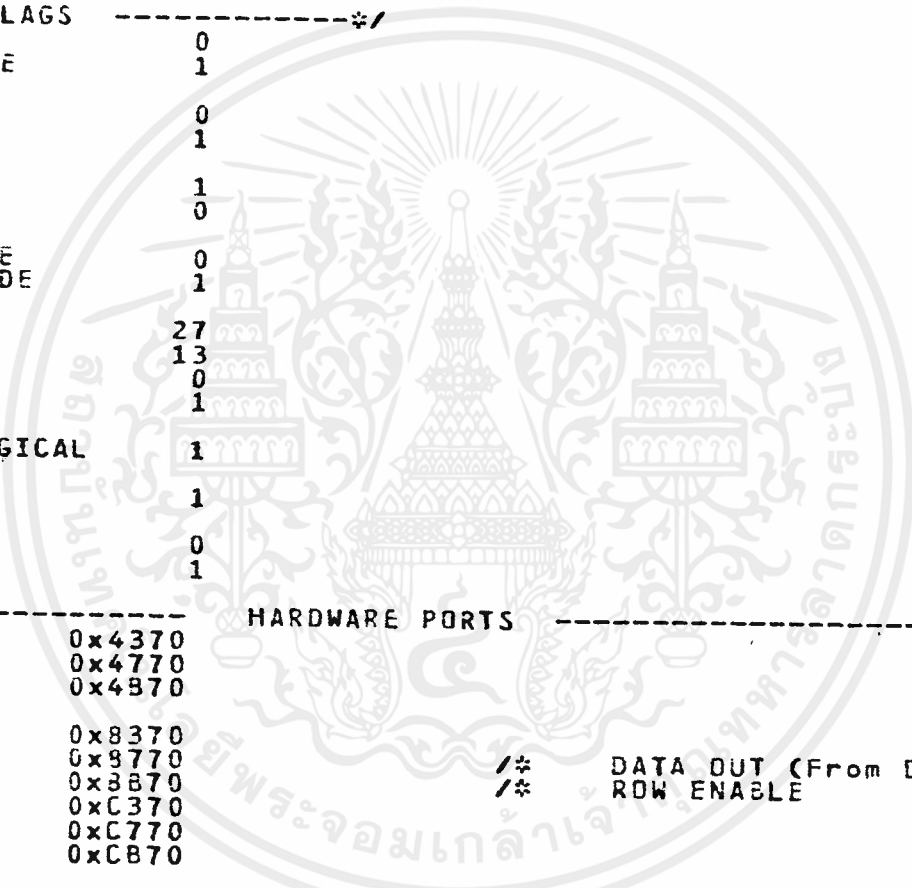 LAGS -------------*/
0
E 1
0
1
1
0
E 0
DE 1
27
13
0
1
GICAL 1
1
0
1
----------- HARDWARE PORTS --------------------
0x4370
0x4770
0x4B70
0x8370
0x8770 /* DATA OUT (From D
0x8B70 /* ROW ENABLE
0xC370
0xC770
0xCB70